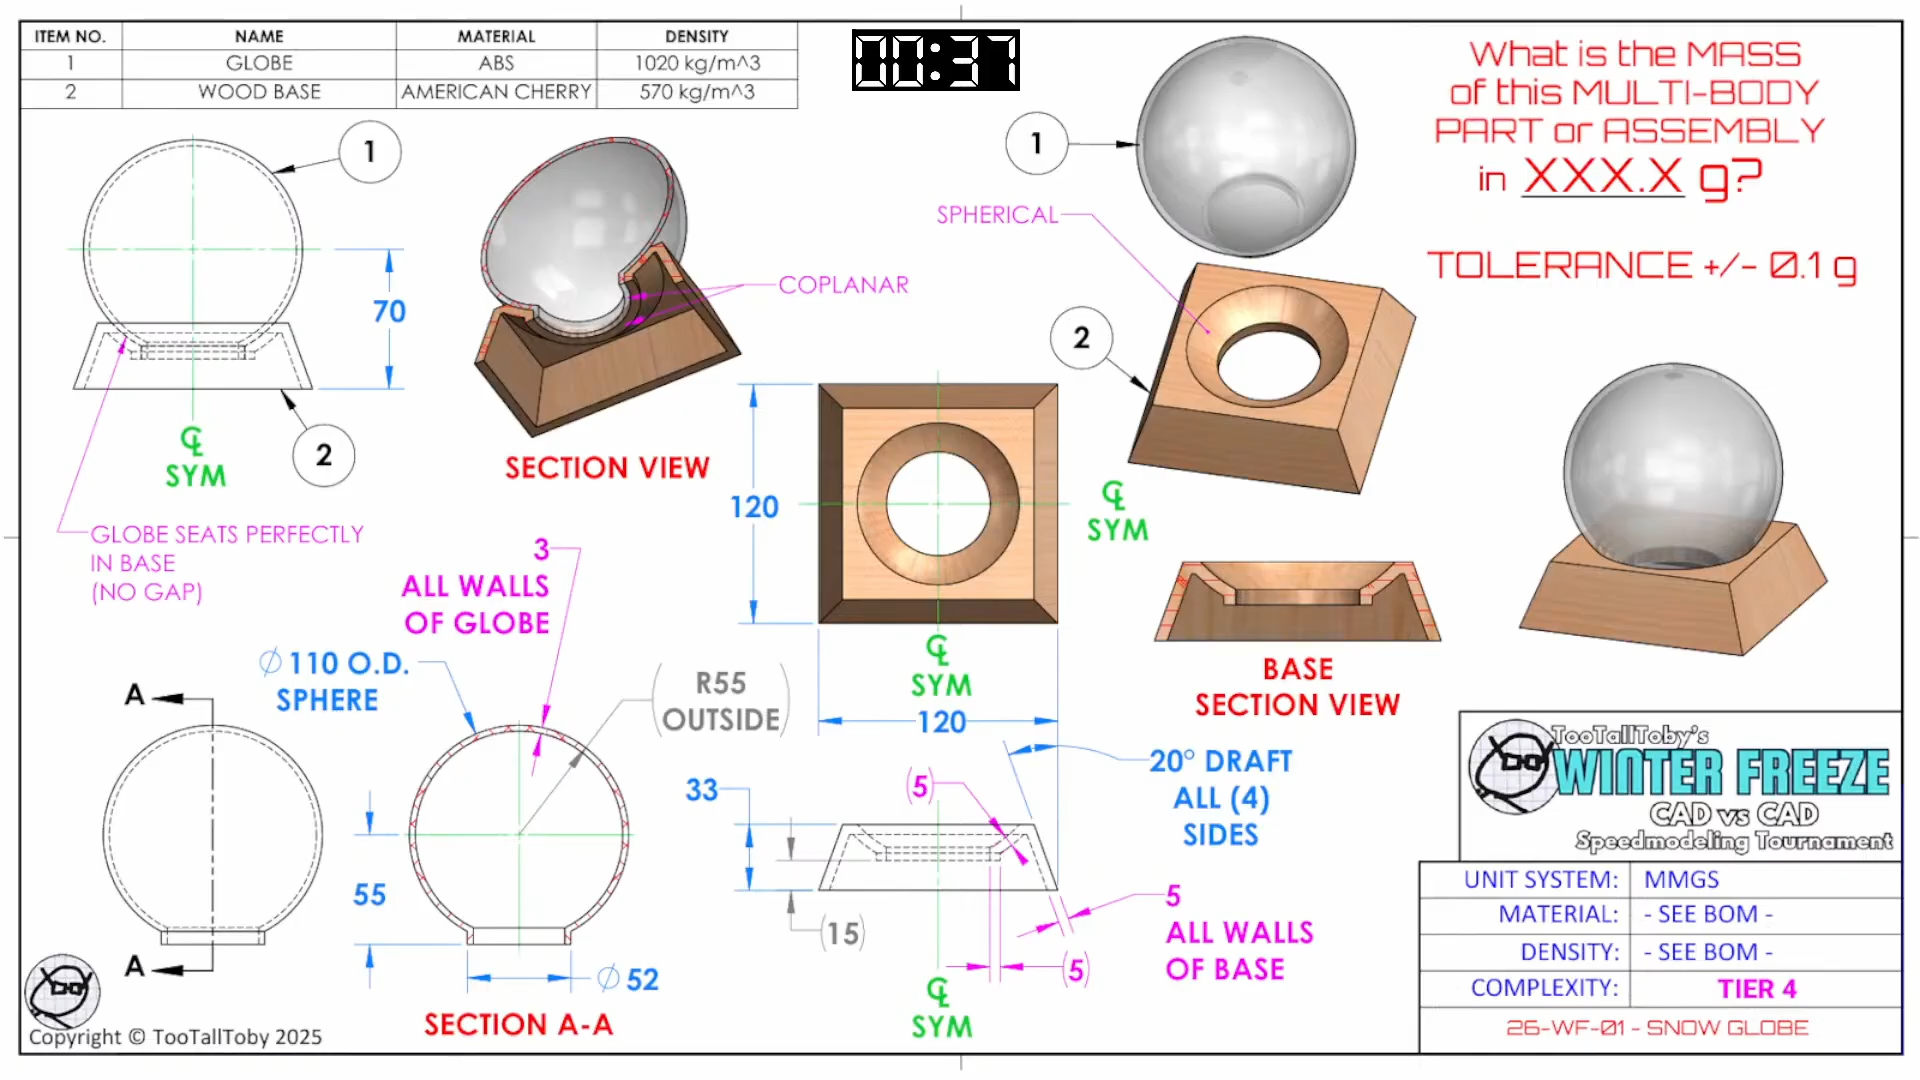 ITEM NO. NAME MATERIAL DENSITY
1 GLOBE ABS 1020 kg/m^3
2 WOOD BASE AMERICAN CHERRY 570 kg/m^3
00:37
What is the MASS
of this MULTI-BODY
PART or ASSEMBLY
in XXX.X g?
TOLERANCE +/- 0.1 g
1
70
2
℄
SYM
GLOBE SEATS PERFECTLY
IN BASE
(NO GAP)
COPLANAR
SECTION VIEW
1
SPHERICAL
2
120
℄
SYM
℄
SYM
120
BASE
SECTION VIEW
3
ALL WALLS
OF GLOBE
∅ 110 O.D.
SPHERE
(R55
OUTSIDE)
A
A
55
∅ 52
SECTION A-A
33
(5)
20° DRAFT
ALL (4)
SIDES
(15)
5
ALL WALLS
OF BASE
(5)
℄
SYM
TooTallToby's
WINTER FREEZE
CAD vs CAD
Speedmodeling Tournament
UNIT SYSTEM: MMGS
MATERIAL: - SEE BOM -
DENSITY: - SEE BOM -
COMPLEXITY: TIER 4
26-WF-01 - SNOW GLOBE
Copyright © TooTallToby 2025